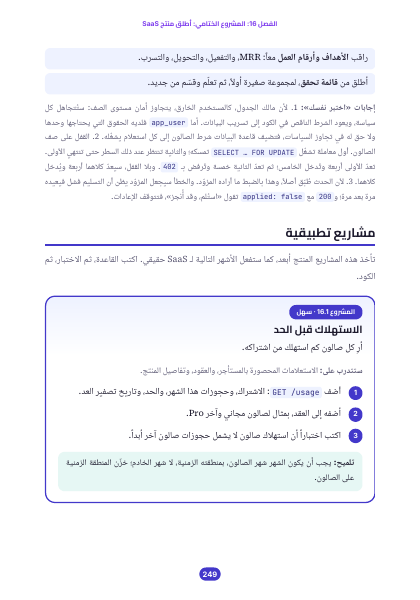 الفصل 16: المشروع الختامي: أطلق منتج SaaS
راقب الأهداف وأرقام العمل معاً: MRR، والتفعيل، والتحويل، والتسرب.
أطلق من قائمة تحقق، لمجموعة صغيرة أولاً، ثم تعلّم وقسّم من جديد.
إجابات «اختبر نفسك»: 1. لأن مالك الجدول، كالمستخدم الخارق، يتجاوز أمان مستوى الصف: ستُتجاهل كل
سياسة، ويعود الشرط الناقص في الكود إلى تسريب البيانات. أما app_user فلديه الحقوق التي يحتاجها وحدها
ولا حق له في تجاوز السياسات، فتضيف قاعدة البيانات شرط الصالون إلى كل استعلام يشغّله. 2. القفل على صف
الصالون. أول معاملة تشغّل SELECT … FOR UPDATE تمسكه؛ والثانية تنتظر عند ذلك السطر حتى تنتهي الأولى.
تعدّ الأولى أربعة وتُدخل الخامس؛ ثم تعدّ الثانية خمسة وترفض بـ 402. وبلا القفل، سيعدّ كلاهما أربعة ويُدخل
كلاهما. 3. لأن الحدث طُبّق أصلاً، وهذا بالضبط ما أراده المزوّد. والخطأ سيجعل المزوّد يظن أن التسليم فشل فيعيده
مرة بعد مرة؛ و 200 مع applied: false تقول «استُلم، وقد أُنجز»، فتتوقف الإعادات.
مشاريع تطبيقية
تأخذ هذه المشاريع المنتج أبعد، كما ستفعل الأشهر التالية لـ SaaS حقيقي. اكتب القاعدة، ثم الاختبار، ثم
الكود.
المشروع 16.1 · سهل
الاستهلاك قبل الحد
أرِ كل صالون كم استهلك من اشتراكه.
ستتدرب على: الاستعلامات المحصورة بالمستأجر، والعقود، وتفاصيل المنتج.
1 أضف GET /usage: الاشتراك، وحجوزات هذا الشهر، والحد، وتاريخ تصفير العد.
2 أضفه إلى العقد، بمثال لصالون مجاني وآخر Pro.
3 اكتب اختباراً أن استهلاك صالون لا يشمل حجوزات صالون آخر أبداً.
تلميح: يجب أن يكون الشهر شهر الصالون، بمنطقته الزمنية، لا شهر الخادم؛ خزّن المنطقة الزمنية
على الصالون.
249